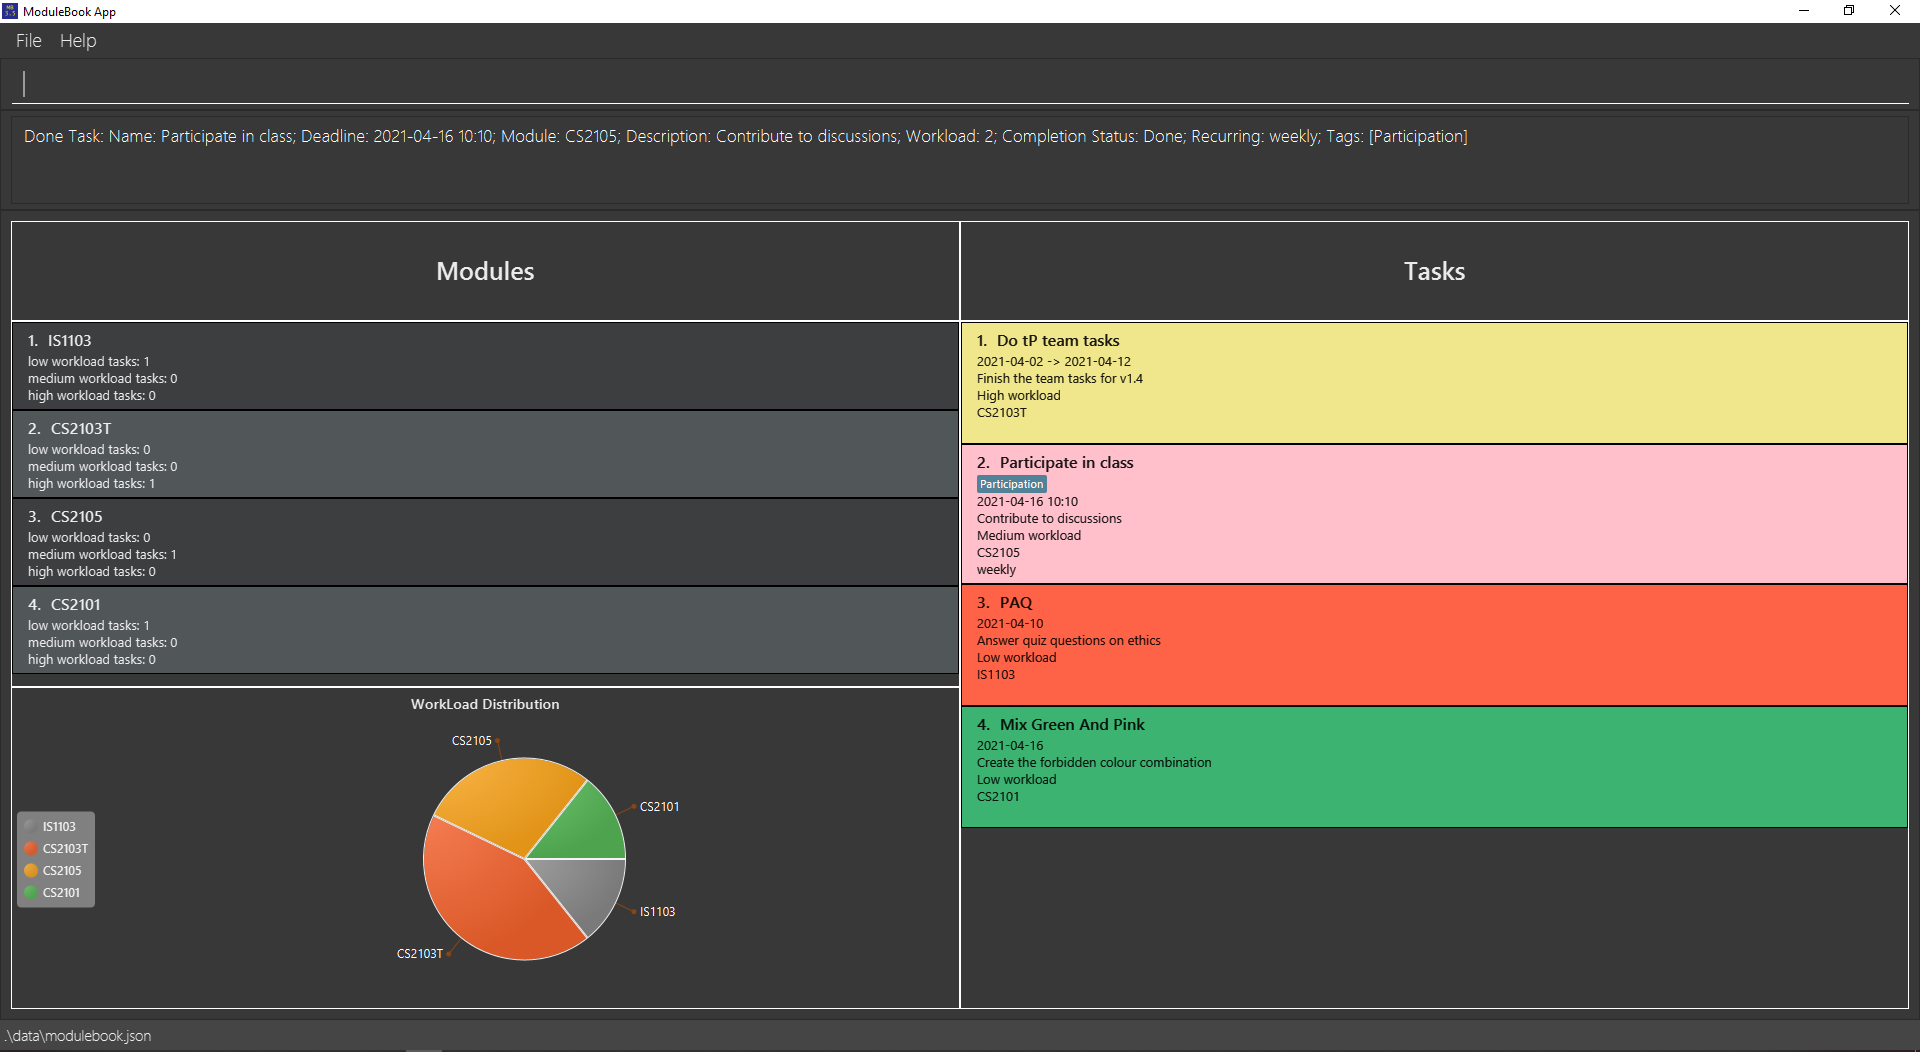 ModuleBook App
File Help
Done Task: Name: Participate in class; Deadline: 2021-04-16 10:10; Module: CS2105; Description: Contribute to discussions; Workload: 2; Completion Status: Done; Recurring: weekly; Tags: [Participation]
Modules
1. IS1103
low workload tasks: 1
medium workload tasks: 0
high workload tasks: 0
2. CS2103T
low workload tasks: 0
medium workload tasks: 0
high workload tasks: 1
3. CS2105
low workload tasks: 0
medium workload tasks: 1
high workload tasks: 0
4. CS2101
low workload tasks: 1
medium workload tasks: 0
high workload tasks: 0
WorkLoad Distribution
CS2105
CS2101
IS1103
CS2103T
IS1103
CS2103T
CS2105
CS2101
Tasks
1. Do tP team tasks
2021-04-02 -> 2021-04-12
Finish the team tasks for v1.4
High workload
CS2103T
2. Participate in class
Participation
2021-04-16 10:10
Contribute to discussions
Medium workload
CS2105
weekly
3. PAQ
2021-04-10
Answer quiz questions on ethics
Low workload
IS1103
4. Mix Green And Pink
2021-04-16
Create the forbidden colour combination
Low workload
CS2101
.\data\modulebook.json